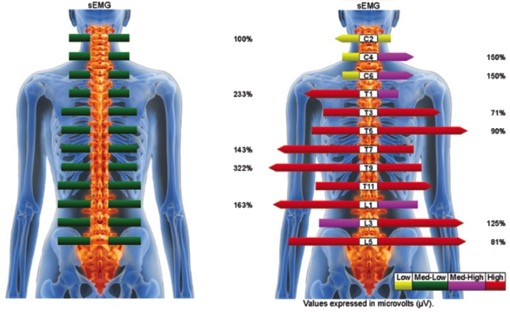 sEMG
sEMG
100% C2
C4 150%
C6 150%
233% T1
T3 71%
T5 90%
143% T7
322% T9
T11
163% L1
L3 125%
L5 81%
Low Med-Low Med-High High
Values expressed in microvolts (µV).